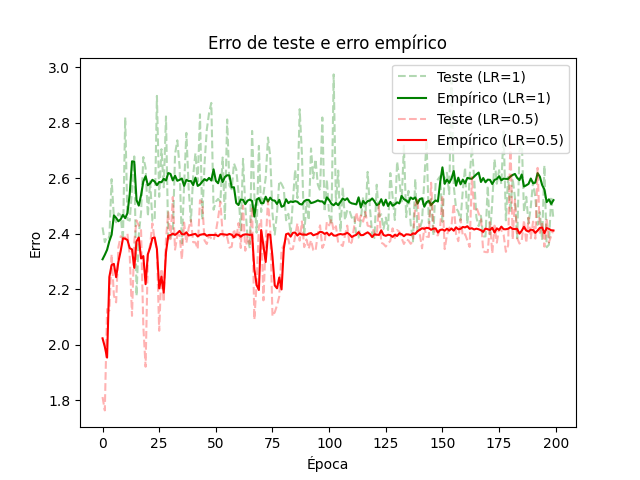 Erro de teste e erro empírico
Teste (LR=1)
Empírico (LR=1)
Teste (LR=0.5)
Empírico (LR=0.5)
3.0
2.8
2.6
2.4
2.2
2.0
1.8
Erro
0 25 50 75 100 125 150 175 200
Época